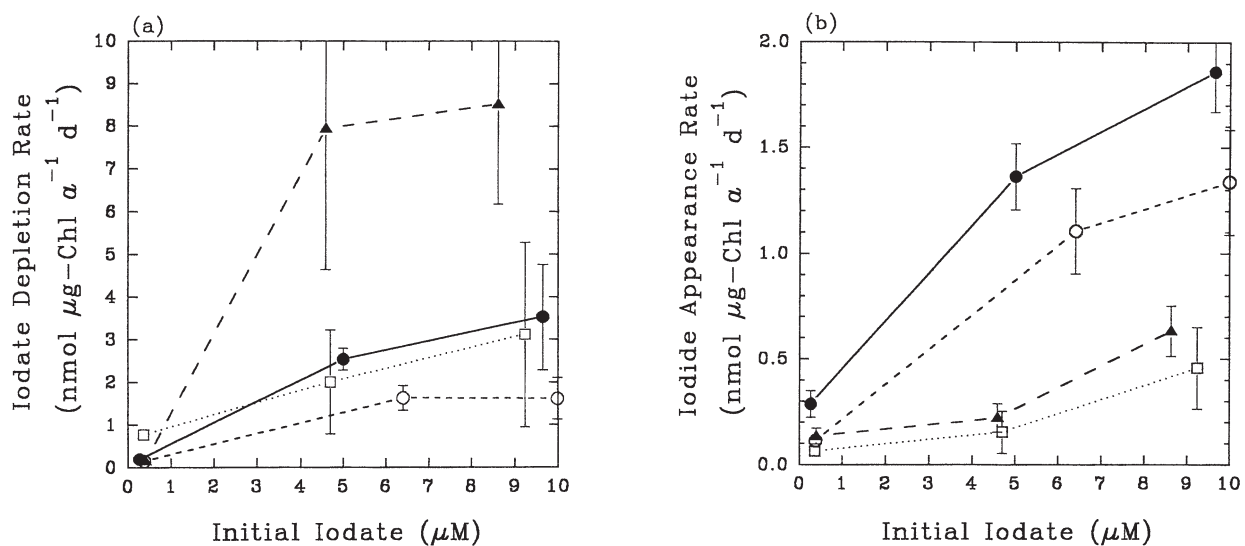 (a)
Iodate Depletion Rate
(nmol μg-Chl a⁻¹ d⁻¹)
10
9
8
7
6
5
4
3
2
1
0
0 1 2 3 4 5 6 7 8 9 10
Initial Iodate (μM)
(b)
Iodide Appearance Rate
(nmol μg-Chl a⁻¹ d⁻¹)
2.0
1.5
1.0
0.5
0.0
0 1 2 3 4 5 6 7 8 9 10
Initial Iodate (μM)